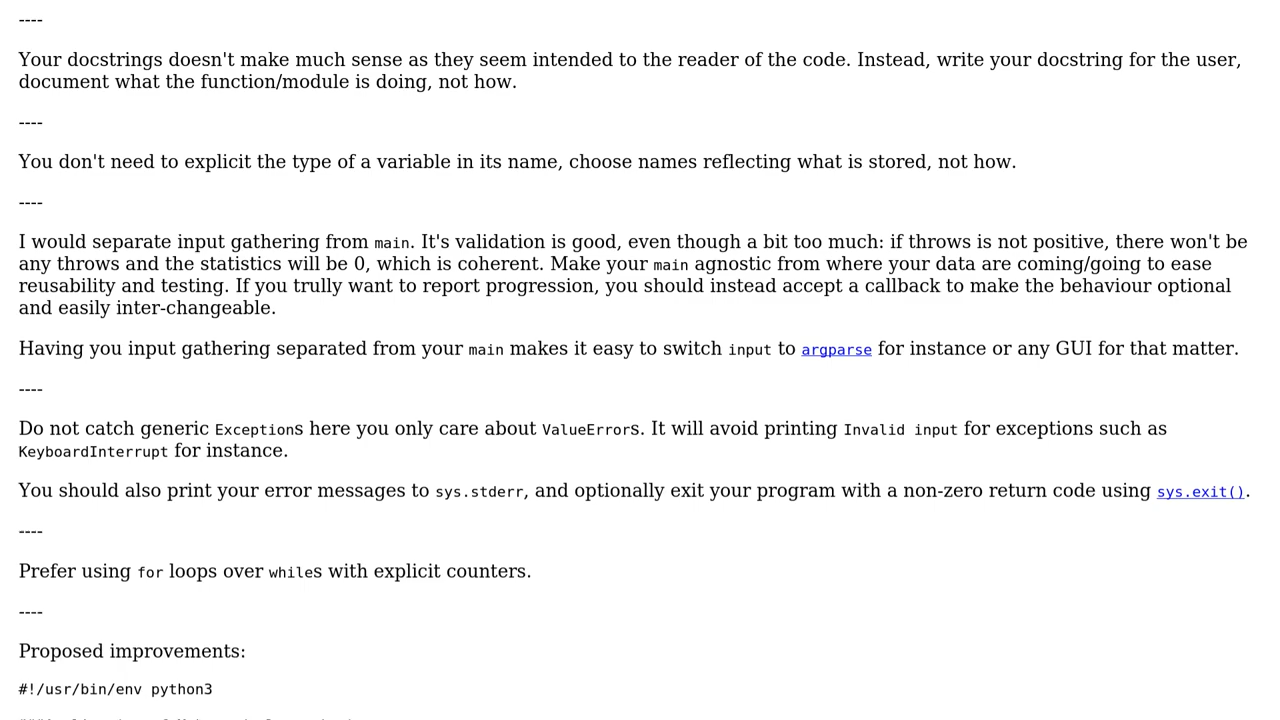 ----
Your docstrings doesn't make much sense as they seem intended to the reader of the code. Instead, write your docstring for the user,
document what the function/module is doing, not how.
----
You don't need to explicit the type of a variable in its name, choose names reflecting what is stored, not how.
----
I would separate input gathering from main. It's validation is good, even though a bit too much: if throws is not positive, there won't be
any throws and the statistics will be 0, which is coherent. Make your main agnostic from where your data are coming/going to ease
reusability and testing. If you trully want to report progression, you should instead accept a callback to make the behaviour optional
and easily inter-changeable.
Having you input gathering separated from your main makes it easy to switch input to argparse for instance or any GUI for that matter.
----
Do not catch generic Exceptions here you only care about ValueErrors. It will avoid printing Invalid input for exceptions such as
KeyboardInterrupt for instance.
You should also print your error messages to sys.stderr, and optionally exit your program with a non-zero return code using sys.exit().
----
Prefer using for loops over whiles with explicit counters.
----
Proposed improvements:
#!/usr/bin/env python3